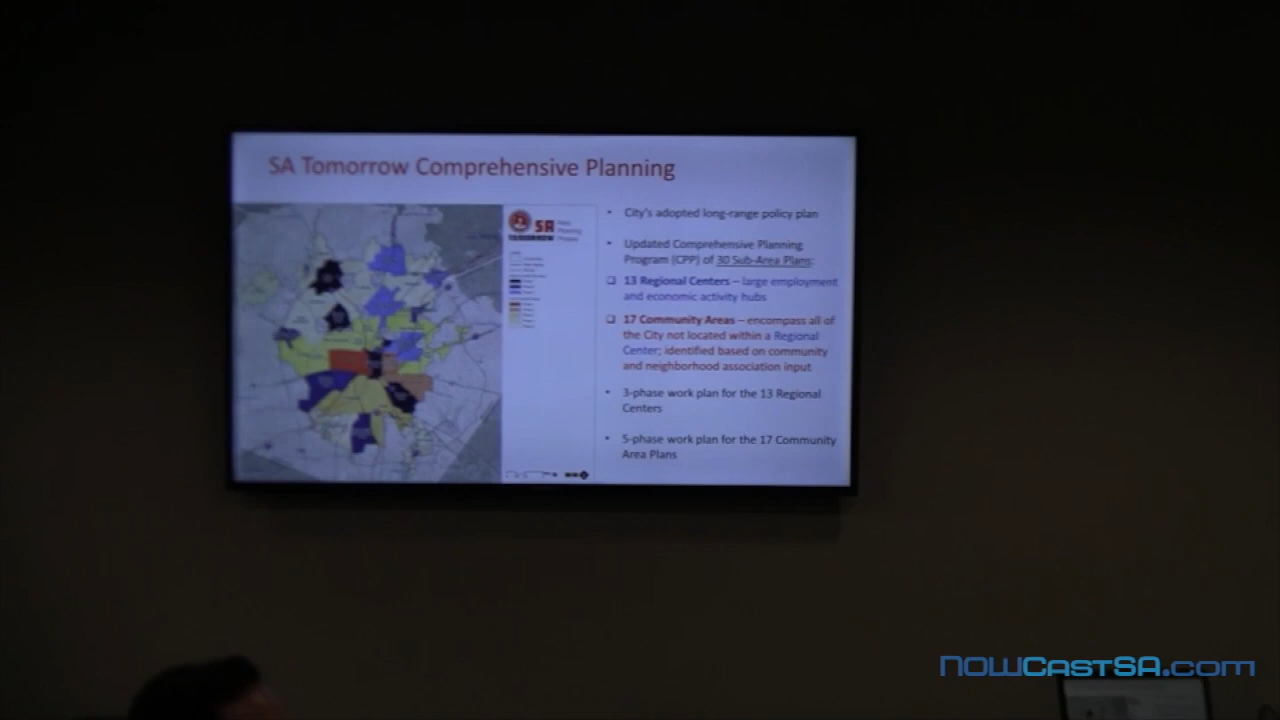 SA Tomorrow Comprehensive Planning
SA
TOMORROW
• City's adopted long-range policy plan
• Updated Comprehensive Planning
Program (CPP) of 30 Sub-Area Plans:
❑ 13 Regional Centers – large employment
and economic activity hubs
❑ 17 Community Areas – encompass all of
the City not located within a Regional
Center; identified based on community
and neighborhood association input
• 3-phase work plan for the 13 Regional
Centers
• 5-phase work plan for the 17 Community
Area Plans
NOWCastSA.com